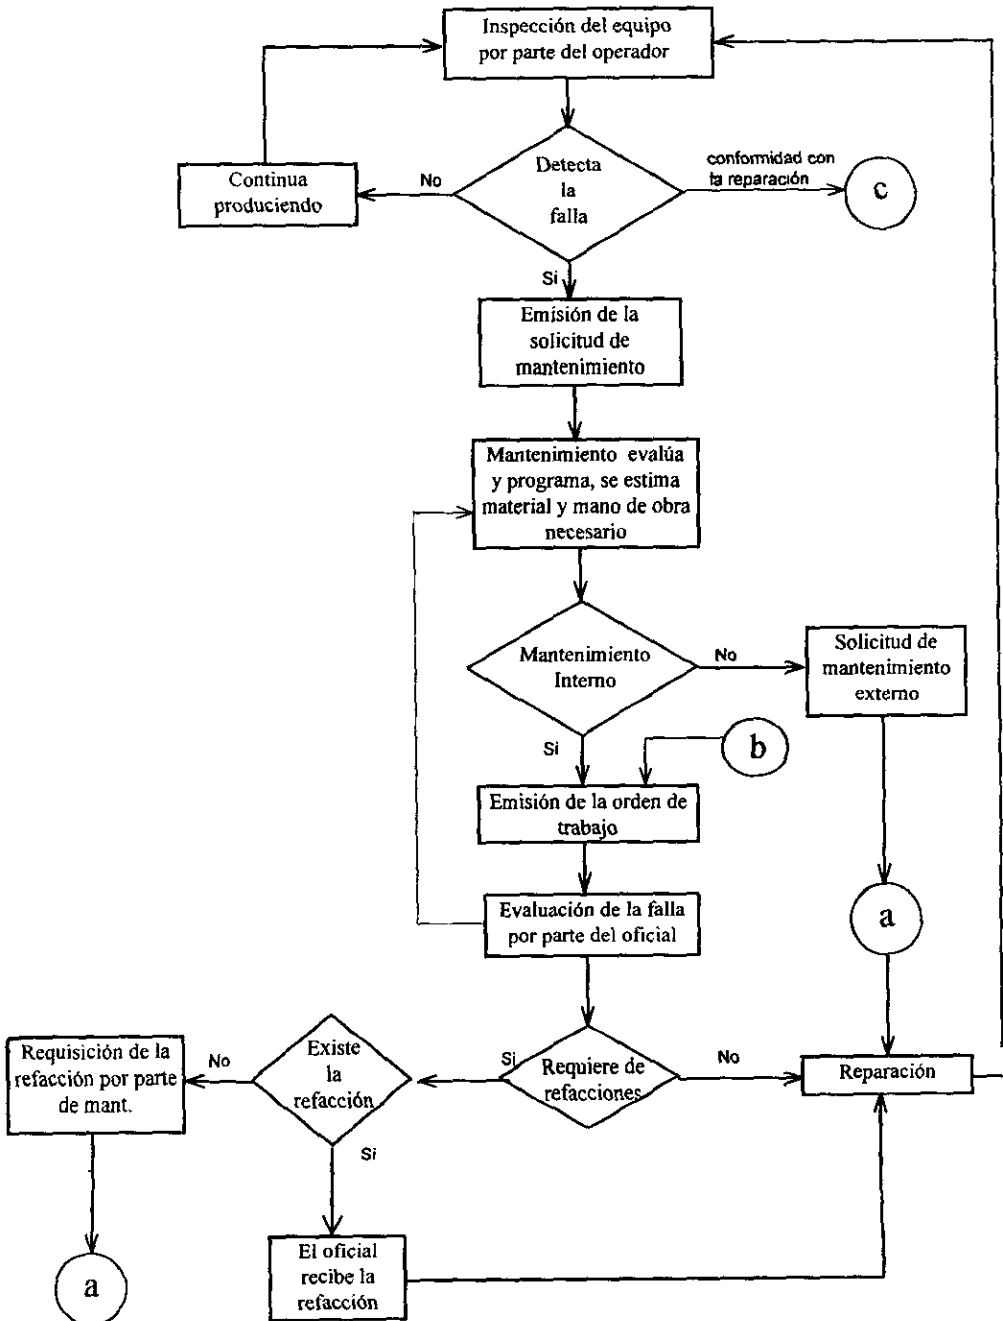 Inspección del equipo
por parte del operador
Continua
produciendo
No
Detecta
la
falla
conformidad con
la reparación
c
Si
Emisión de la
solicitud de
mantenimiento
Mantenimiento evalúa
y programa, se estima
material y mano de obra
necesario
Mantenimiento
Interno
No
Solicitud de
mantenimiento
externo
Si
b
Emisión de la orden de
trabajo
Evaluación de la falla
por parte del oficial
a
Requisición de la
refacción por parte
de mant.
No
Existe
la
refacción
Si
Requiere de
refacciones
No
Reparación
Si
El oficial
recibe la
refacción
a